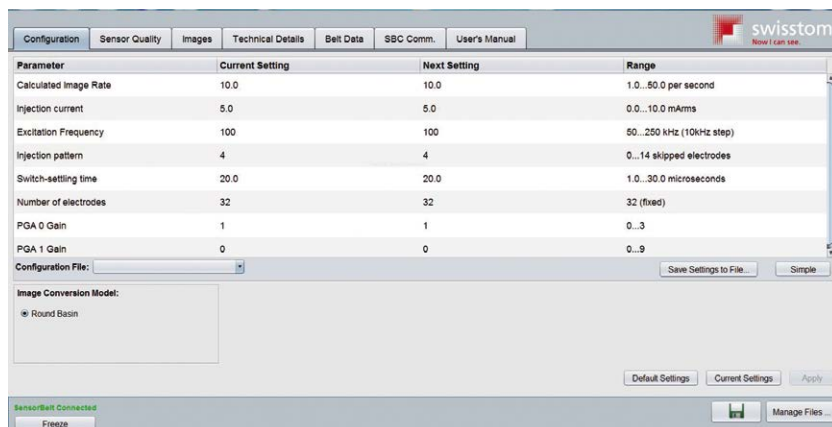 Configuration Sensor Quality Images Technical Details Belt Data SBC Comm. User's Manual
swisstom
Now I can see.
Parameter Current Setting Next Setting Range
Calculated Image Rate 10.0 10.0 1.0...50.0 per second
Injection current 5.0 5.0 0.0...10.0 mArms
Excitation Frequency 100 100 50...250 kHz (10kHz step)
Injection pattern 4 4 0...14 skipped electrodes
Switch-settling time 20.0 20.0 1.0...30.0 microseconds
Number of electrodes 32 32 32 (fixed)
PGA 0 Gain 1 1 0...3
PGA 1 Gain 0 0 0...9
Configuration File: Save Settings to File... Simple
Image Conversion Model:
Round Basin
Default Settings Current Settings Apply
SensorBelt Connected
Freeze Manage Files ...